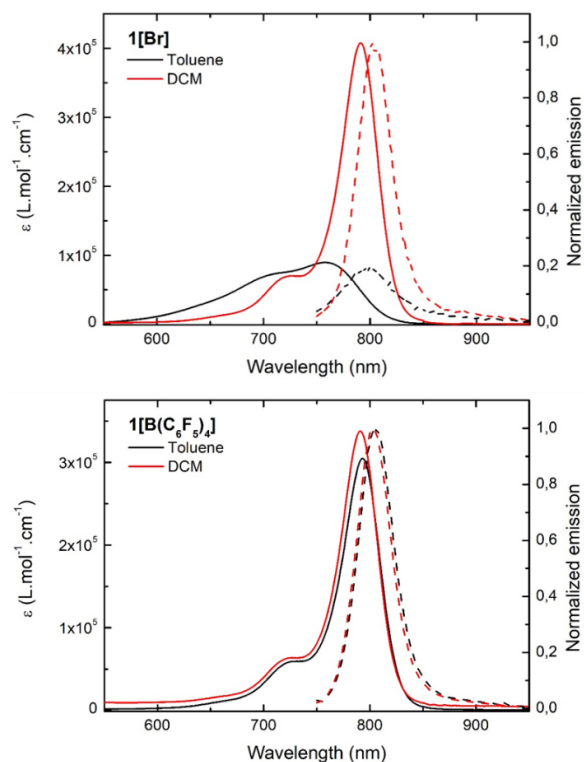 1[Br]
Toluene
DCM
4x10⁵
3x10⁵
2x10⁵
1x10⁵
0
ε (L.mol⁻¹.cm⁻¹)
1,0
0,8
0,6
0,4
0,2
0,0
Normalized emission
600 700 800 900
Wavelength (nm)
1[B(C₆F₅)₄]
Toluene
DCM
3x10⁵
2x10⁵
1x10⁵
0
ε (L.mol⁻¹.cm⁻¹)
1,0
0,8
0,6
0,4
0,2
0,0
Normalized emission
600 700 800 900
Wavelength (nm)